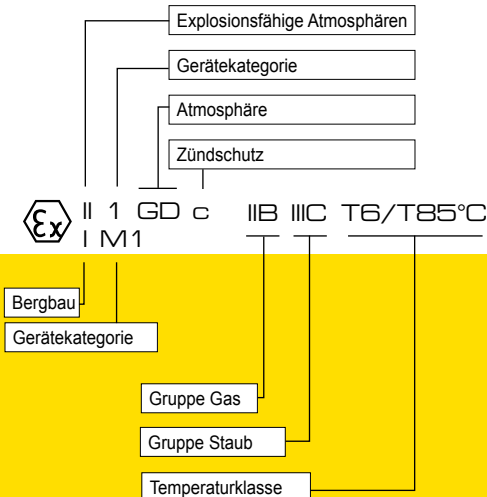 Explosionsfähige Atmosphären
Gerätekategorie
Atmosphäre
Zündschutz
Ex II 1 GD c IIB IIIC T6/T85°C
I M1
Bergbau
Gerätekategorie
Gruppe Gas
Gruppe Staub
Temperaturklasse